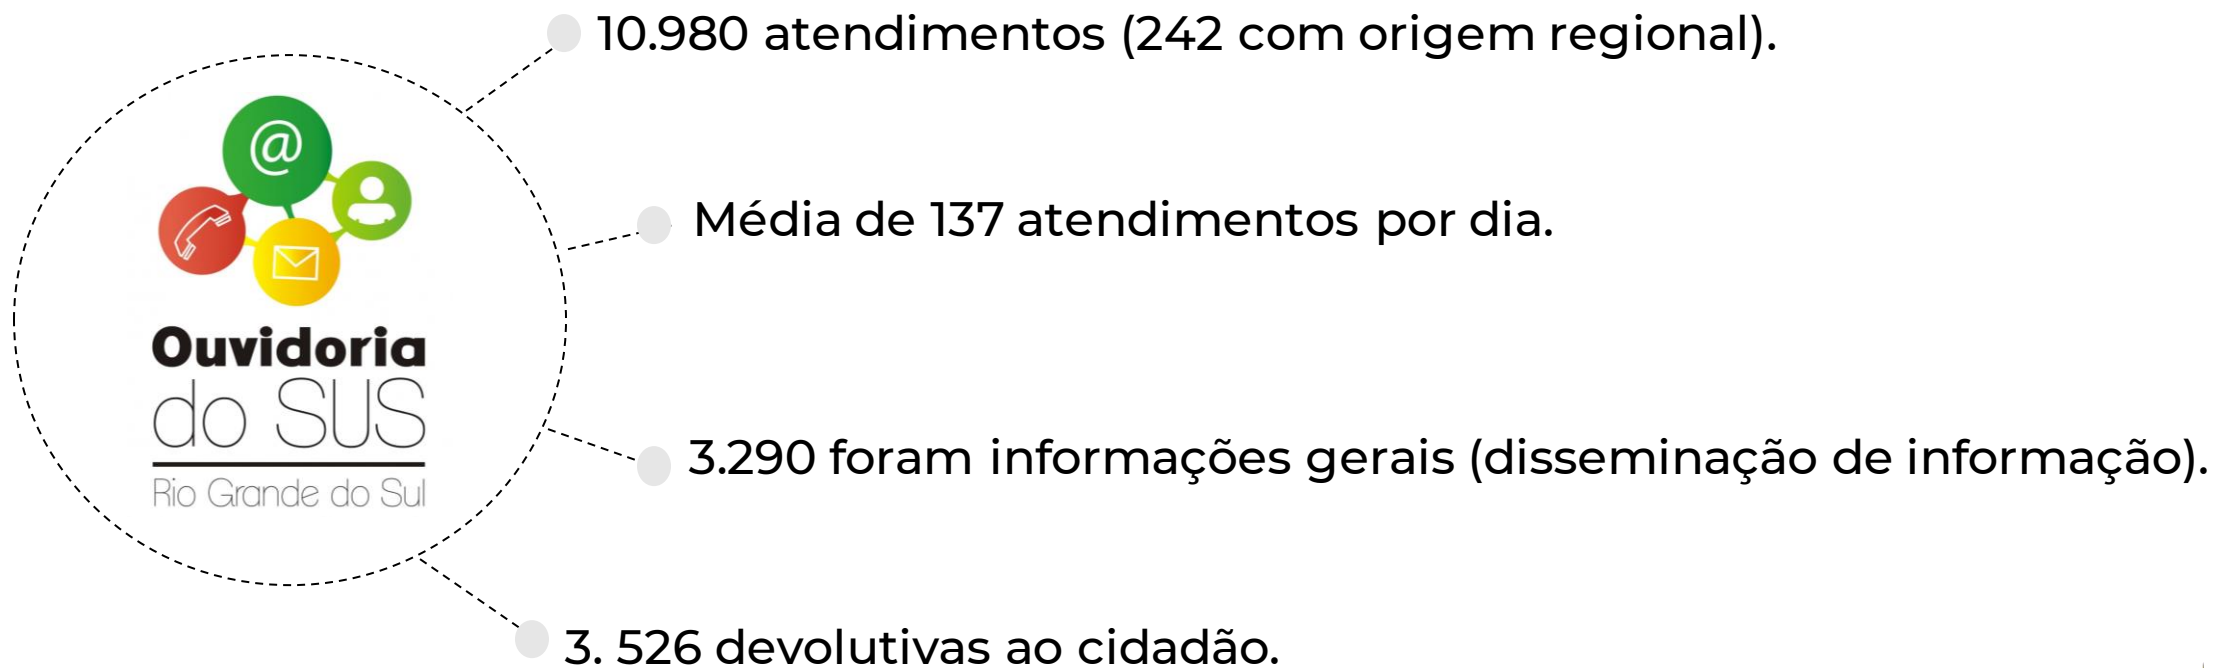 10.980 atendimentos (242 com origem regional).
@
Média de 137 atendimentos por dia.
Ouvidoria
do SUS
Rio Grande do Sul
3.290 foram informações gerais (disseminação de informação).
3. 526 devolutivas ao cidadão.